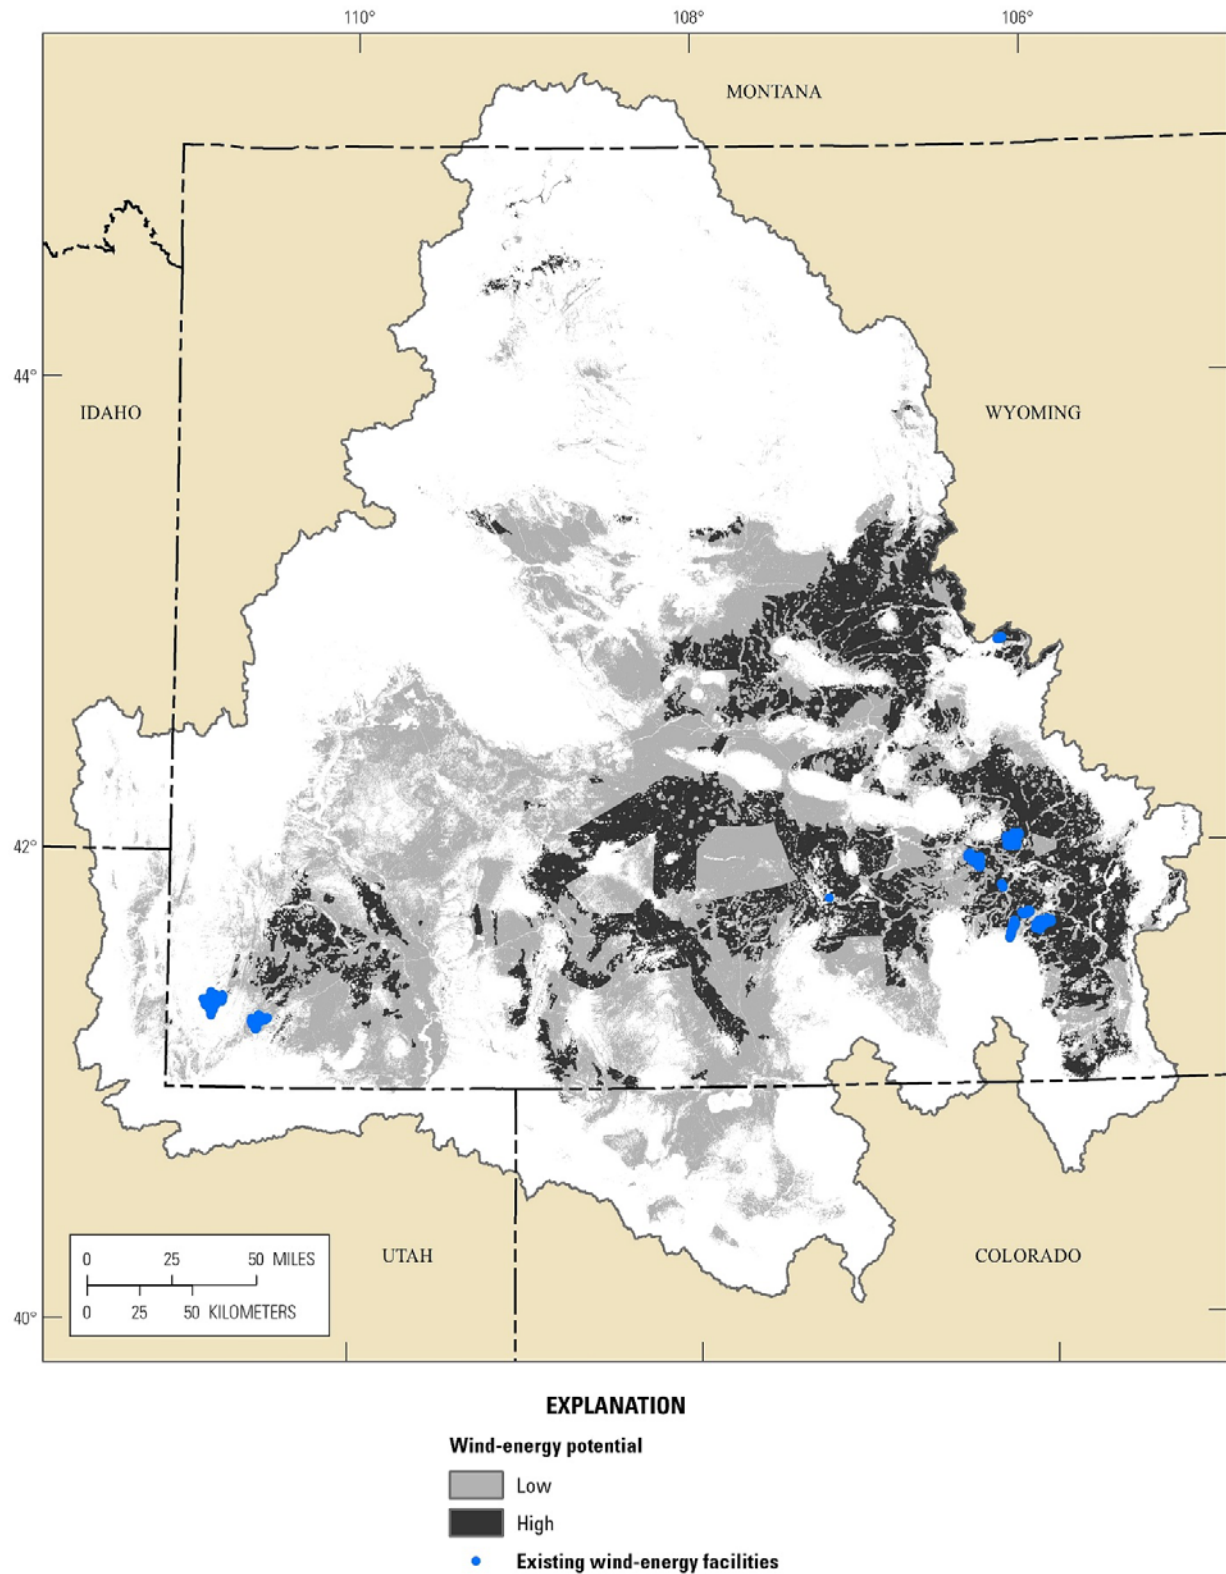 110° 108° 106°
MONTANA
44°
IDAHO WYOMING
42°
0 25 50 MILES
UTAH COLORADO
0 25 50 KILOMETERS
40°
EXPLANATION
Wind-energy potential
Low
High
Existing wind-energy facilities